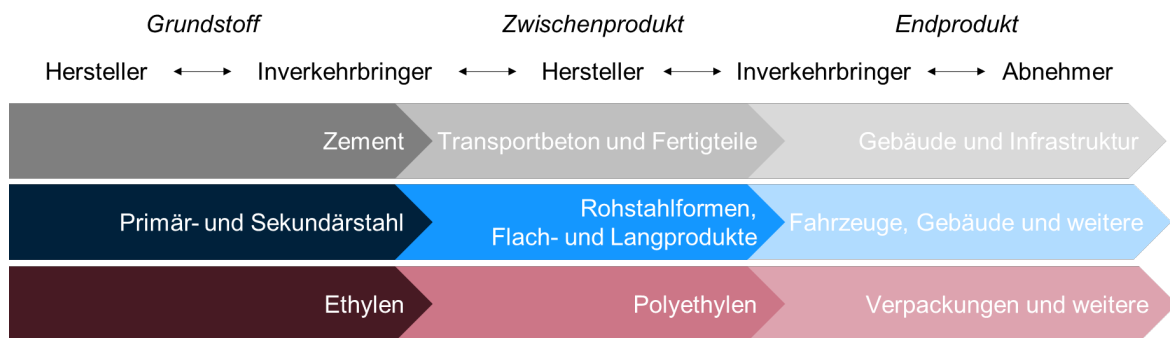 Grundstoff Zwischenprodukt Endprodukt
Hersteller Inverkehrbringer Hersteller Inverkehrbringer Abnehmer
Zement Transportbeton und Fertigteile Gebäude und Infrastruktur
Primär- und Sekundärstahl
Rohstahlformen,
Flach- und Langprodukte
Fahrzeuge, Gebäude und weitere
Ethylen Polyethylen Verpackungen und weitere